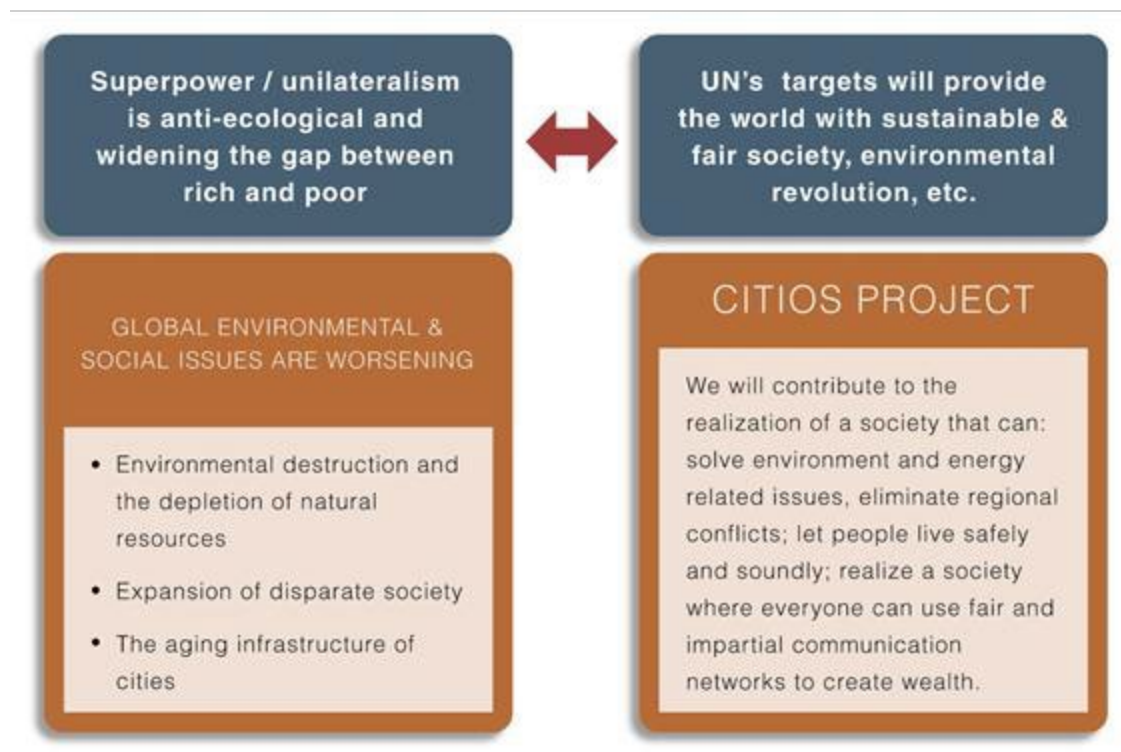 Superpower / unilateralism
is anti-ecological and
widening the gap between
rich and poor
UN's targets will provide
the world with sustainable &
fair society, environmental
revolution, etc.
GLOBAL ENVIRONMENTAL &
SOCIAL ISSUES ARE WORSENING
• Environmental destruction and
the depletion of natural
resources
• Expansion of disparate society
• The aging infrastructure of
cities
CITIOS PROJECT
We will contribute to the
realization of a society that can:
solve environment and energy
related issues, eliminate regional
conflicts; let people live safely
and soundly; realize a society
where everyone can use fair and
impartial communication
networks to create wealth.